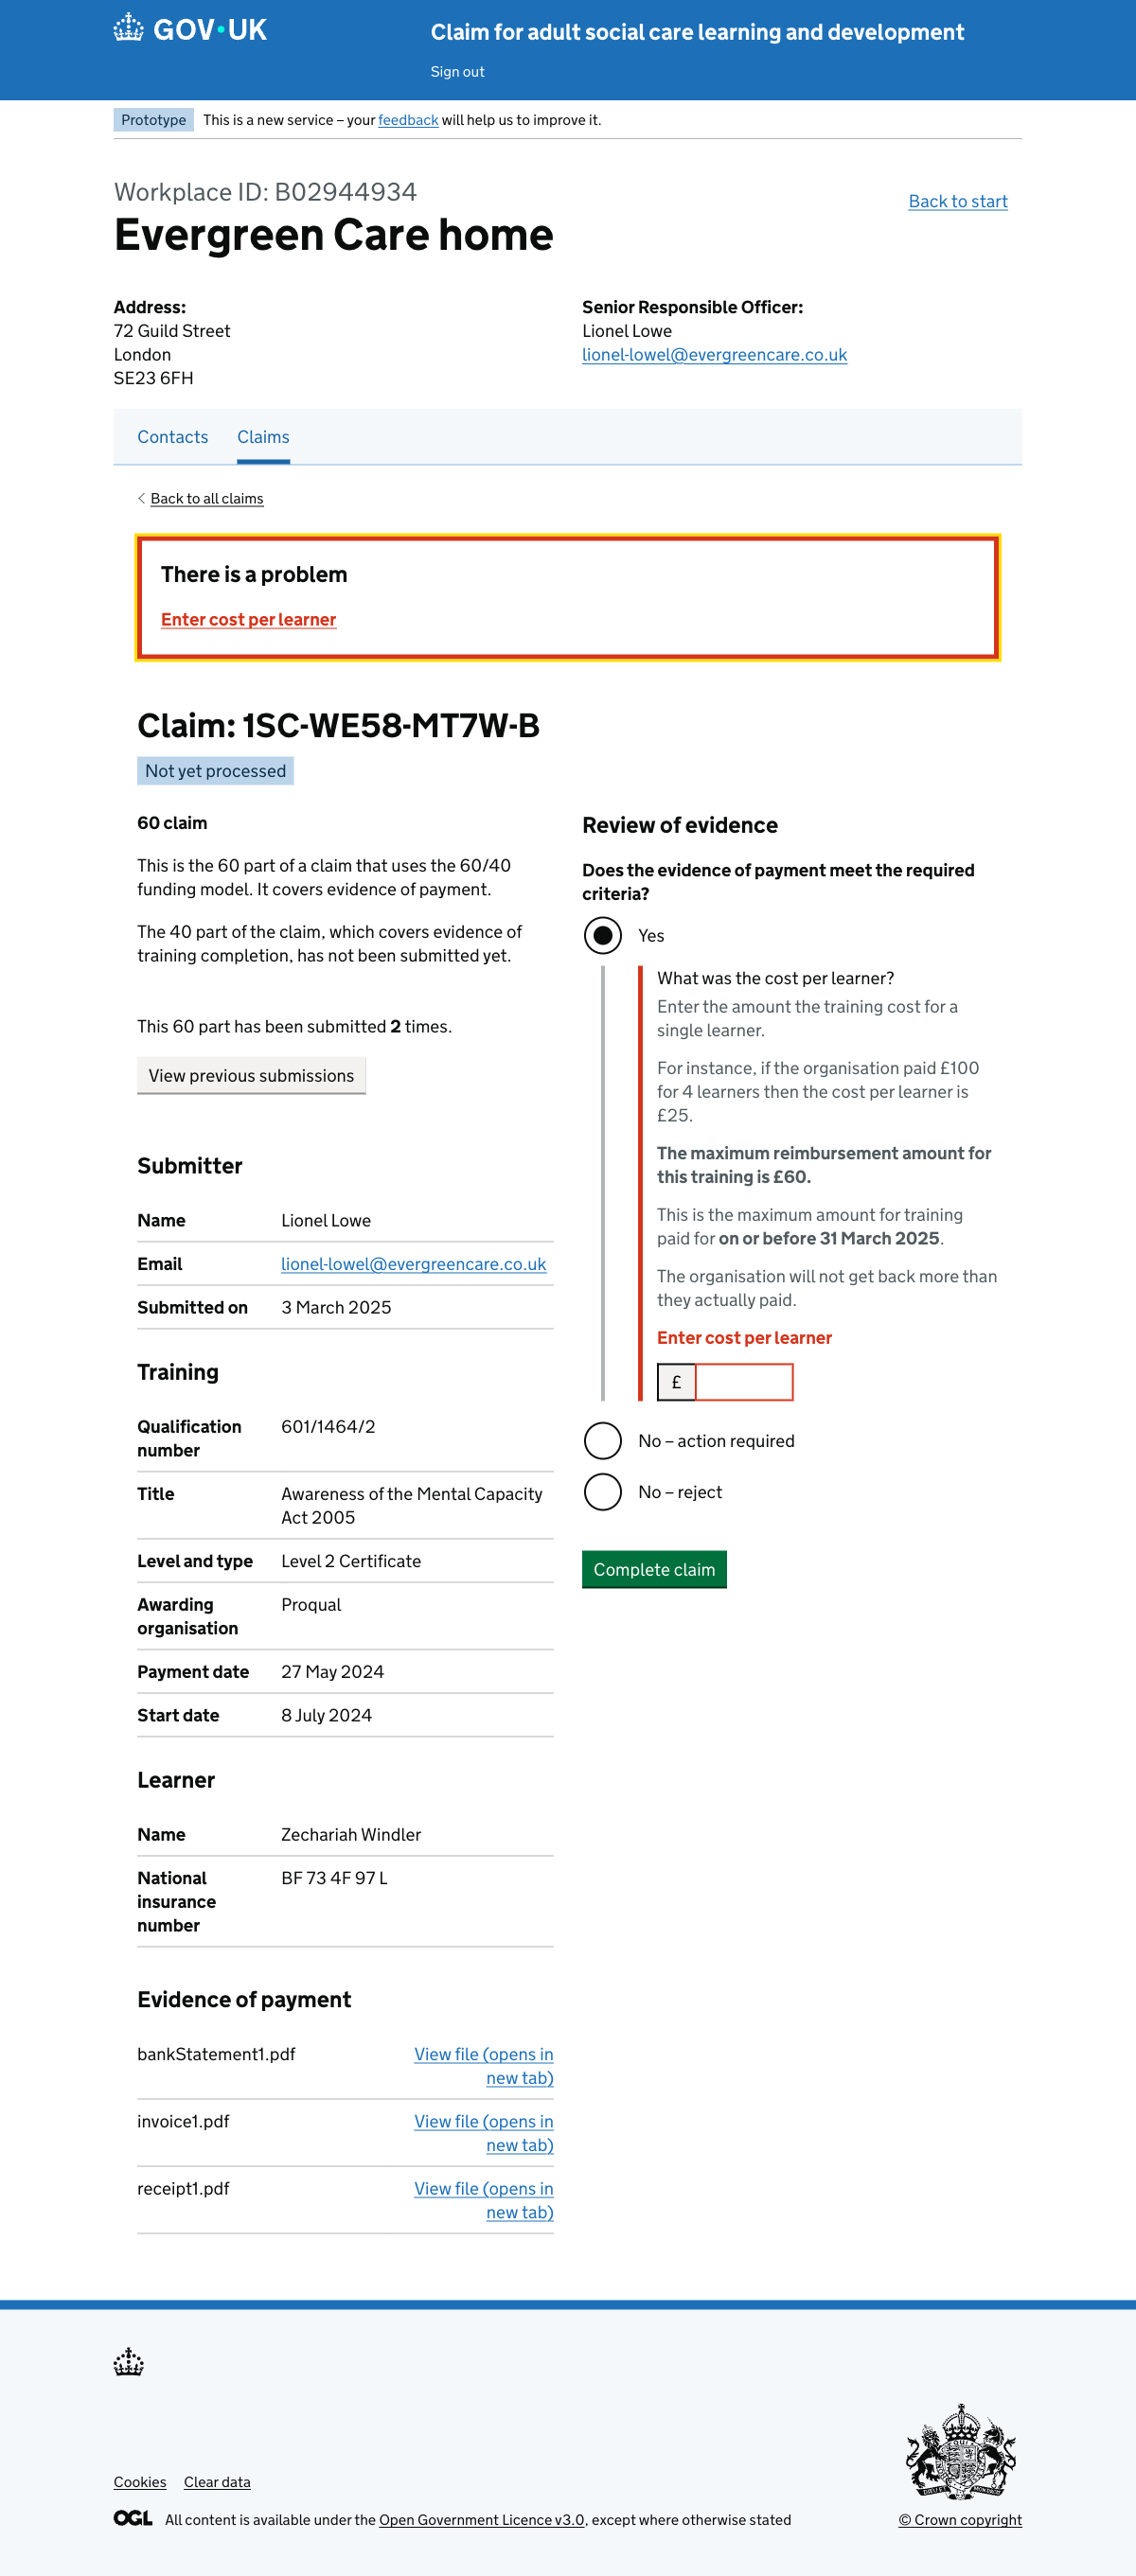 GOV•UK
Claim for adult social care learning and development
Sign out
Prototype This is a new service – your feedback will help us to improve it.
Workplace ID: B02944934
Back to start
Evergreen Care home
Address:
72 Guild Street
London
SE23 6FH
Senior Responsible Officer:
Lionel Lowe
lionel-lowel@evergreencare.co.uk
Contacts Claims
Back to all claims
There is a problem
Enter cost per learner
Claim: 1SC-WE58-MT7W-B
Not yet processed
60 claim
This is the 60 part of a claim that uses the 60/40
funding model. It covers evidence of payment.
The 40 part of the claim, which covers evidence of
training completion, has not been submitted yet.
This 60 part has been submitted 2 times.
View previous submissions
Submitter
Name Lionel Lowe
Email lionel-lowel@evergreencare.co.uk
Submitted on 3 March 2025
Training
Qualification
number
601/1464/2
Title
Awareness of the Mental Capacity
Act 2005
Level and type Level 2 Certificate
Awarding
organisation
Proqual
Payment date 27 May 2024
Start date 8 July 2024
Learner
Name Zechariah Windler
National
insurance
number
BF 73 4F 97 L
Evidence of payment
bankStatement1.pdf
View file (opens in
new tab)
invoice1.pdf
View file (opens in
new tab)
receipt1.pdf
View file (opens in
new tab)
Review of evidence
Does the evidence of payment meet the required
criteria?
Yes
What was the cost per learner?
Enter the amount the training cost for a
single learner.
For instance, if the organisation paid £100
for 4 learners then the cost per learner is
£25.
The maximum reimbursement amount for
this training is £60.
This is the maximum amount for training
paid for on or before 31 March 2025.
The organisation will not get back more than
they actually paid.
Enter cost per learner
£
No – action required
No – reject
Complete claim
Cookies Clear data
OGL All content is available under the Open Government Licence v3.0, except where otherwise stated
© Crown copyright